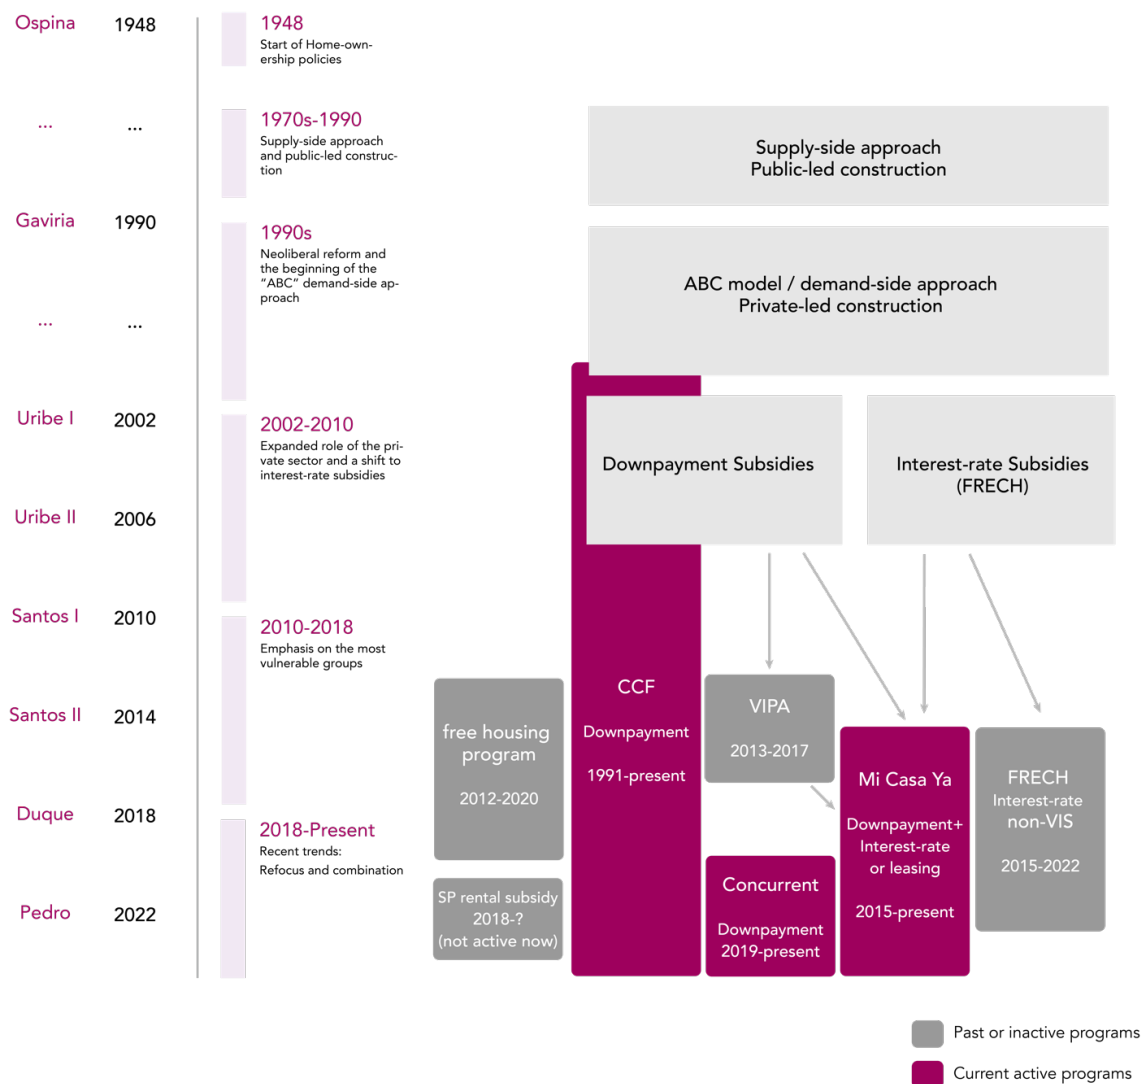 Ospina 1948
... ...
Gaviria 1990
... ...
Uribe I 2002
Uribe II 2006
Santos I 2010
Santos II 2014
Duque 2018
Pedro 2022
1948
Start of Home-own-
ership policies
1970s-1990
Supply-side approach
and public-led construc-
tion
1990s
Neoliberal reform and
the beginning of the
“ABC” demand-side ap-
proach
2002-2010
Expanded role of the pri-
vate sector and a shift to
interest-rate subsidies
2010-2018
Emphasis on the most
vulnerable groups
2018-Present
Recent trends:
Refocus and combination
Supply-side approach
Public-led construction
ABC model / demand-side approach
Private-led construction
Downpayment Subsidies
Interest-rate Subsidies
(FRECH)
free housing
program
2012-2020
SP rental subsidy
2018-?
(not active now)
CCF
Downpayment
1991-present
VIPA
2013-2017
Concurrent
Downpayment
2019-present
Mi Casa Ya
Downpayment+
Interest-rate
or leasing
2015-present
FRECH
Interest-rate
non-VIS
2015-2022
Past or inactive programs
Current active programs